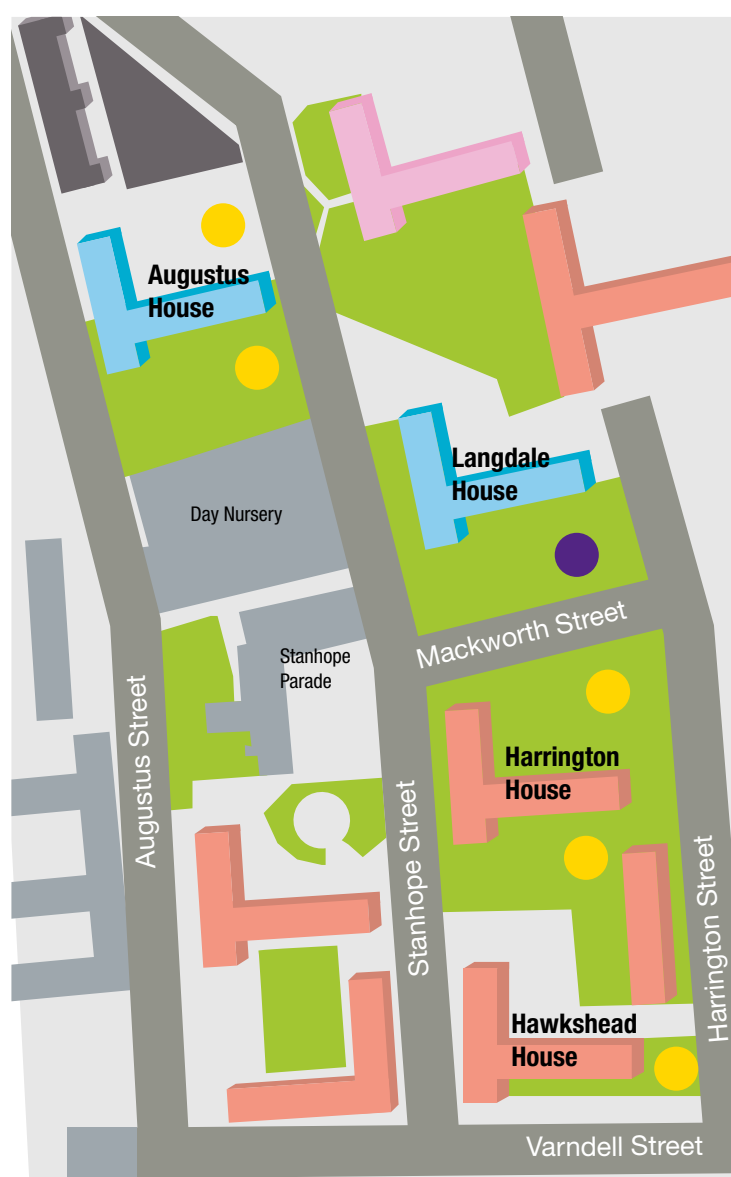 Augustus
House
Langdale
House
Day Nursery
Mackworth Street
Stanhope
Parade
Augustus Street
Harrington
House
Stanhope Street
Harrington Street
Hawkshead
House
Varndell Street